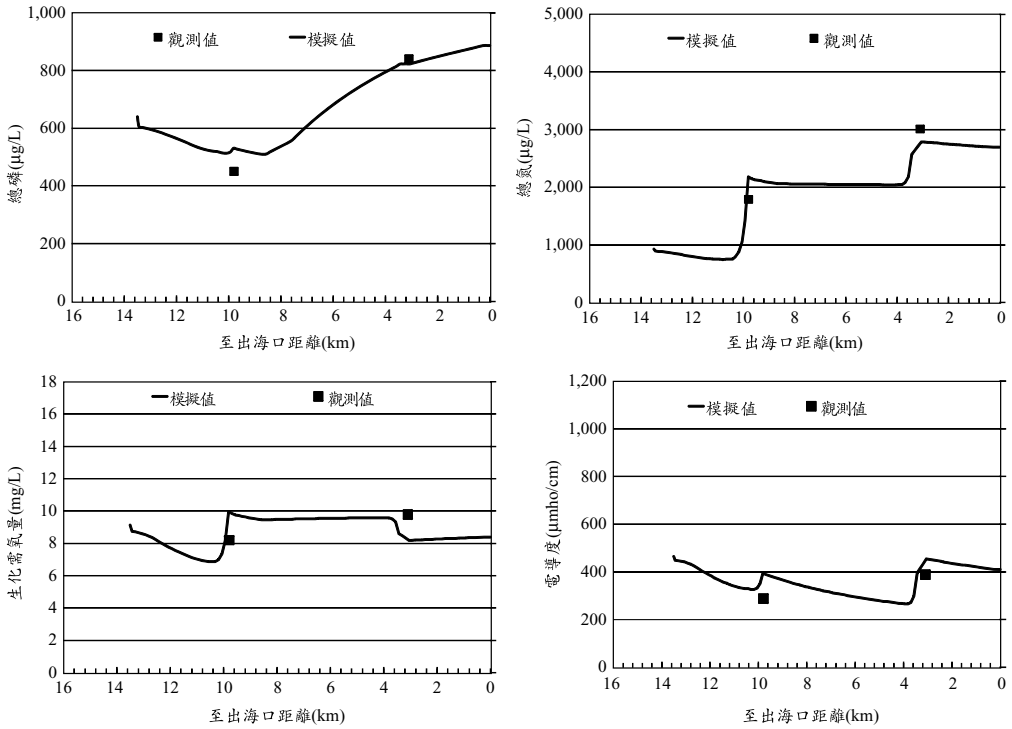 1,000
800
600
400
200
0
總磷(μg/L)
觀測值 模擬值
16 14 12 10 8 6 4 2 0
至出海口距離(km)
5,000
4,000
3,000
2,000
1,000
0
總氮(μg/L)
模擬值 觀測值
16 14 12 10 8 6 4 2 0
至出海口距離(km)
18
16
14
12
10
8
6
4
2
0
生化需氧量(mg/L)
模擬值 觀測值
16 14 12 10 8 6 4 2 0
至出海口距離(km)
1,200
1,000
800
600
400
200
0
電導度(μmho/cm)
模擬值 觀測值
16 14 12 10 8 6 4 2 0
至出海口距離(km)